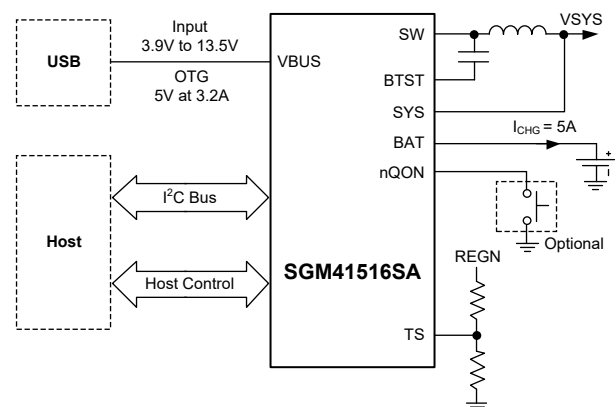 USB
Input
3.9V to 13.5V
OTG
5V at 3.2A
VBUS
SW
BTST
SYS
BAT
nQON
VSYS
I_CHG = 5A
+
Optional
Host
I²C Bus
Host Control
SGM41516SA
REGN
TS